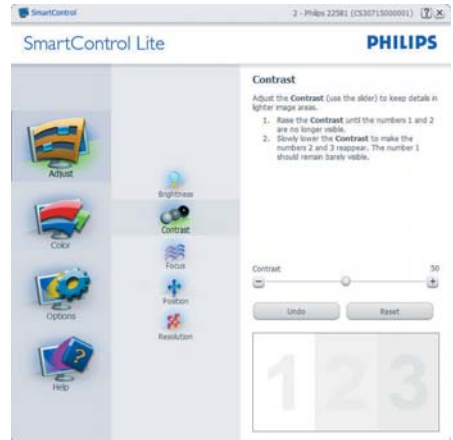 SmartControl
2 - Philips 225B1 (CS30715000001)
SmartControl Lite
PHILIPS
Adjust
Color
Options
Help
Brightness
Contrast
Focus
Position
Resolution
Contrast
Adjust the Contrast (use the slider) to keep details in
lighter image areas.
1. Raise the Contrast until the numbers 1 and 2
are no longer visible.
2. Slowly lower the Contrast to make the
numbers 2 and 3 reappear. The number 1
should remain barely visible.
Contrast 50
Undo Reset
1 2 3